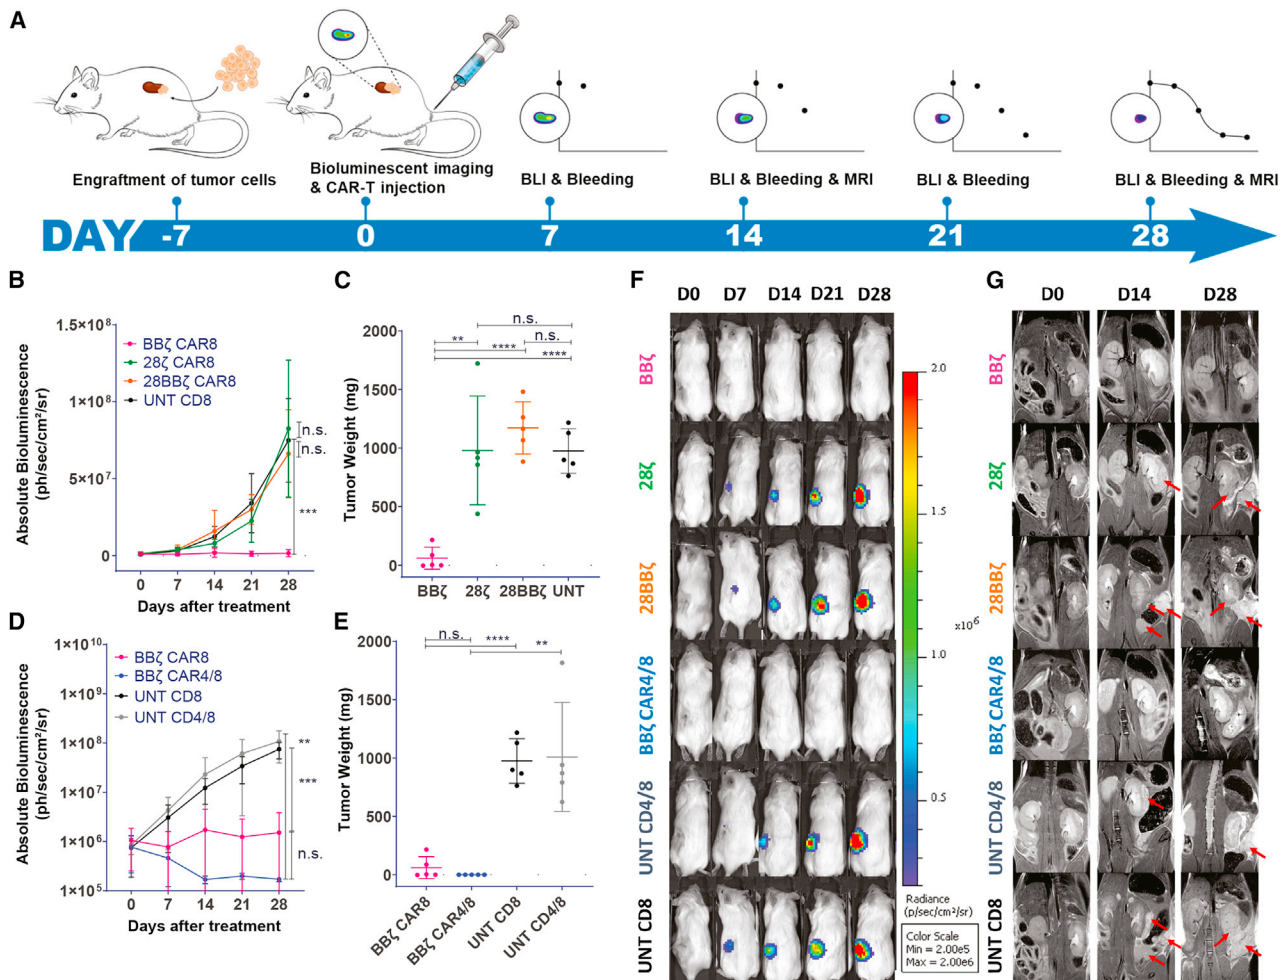 A
Engraftment of tumor cells
Bioluminescent imaging
& CAR-T injection
BLI & Bleeding
BLI & Bleeding & MRI
BLI & Bleeding
BLI & Bleeding & MRI
DAY
-7
0
7
14
21
28
B
Absolute Bioluminescence
(ph/sec/cm²/sr)
1.5×10⁸
1×10⁸
5×10⁷
0
BBζ CAR8
28ζ CAR8
28BBζ CAR8
UNT CD8
n.s.
n.s.
***
0
7
14
21
28
Days after treatment
C
Tumor Weight (mg)
2000
1500
1000
500
0
n.s.
**
n.s.
****
****
BBζ
28ζ
28BBζ
UNT
D
Absolute Bioluminescence
(ph/sec/cm²/sr)
1×10¹⁰
1×10⁹
1×10⁸
1×10⁷
1×10⁶
1×10⁵
BBζ CAR8
BBζ CAR4/8
UNT CD8
UNT CD4/8
**
***
n.s.
0
7
14
21
28
Days after treatment
E
Tumor Weight (mg)
2000
1500
1000
500
0
n.s.
****
**
BBζ CAR8
BBζ CAR4/8
UNT CD8
UNT CD4/8
F
D0
D7
D14
D21
D28
BBζ
28ζ
28BBζ
BBζ CAR4/8
UNT CD4/8
UNT CD8
2.0
1.5
x10⁶
1.0
0.5
Radiance
(p/sec/cm²/sr)
Color Scale
Min = 2.00e5
Max = 2.00e6
G
D0
D14
D28
BBζ
28ζ
28BBζ
BBζ CAR4/8
UNT CD4/8
UNT CD8